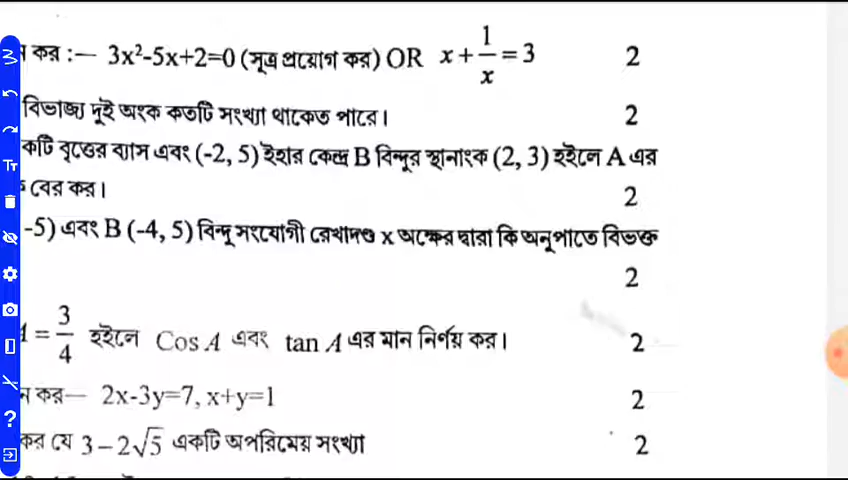 ন কর :— 3x²-5x+2=0 (সূত্র প্রয়োগ কর) OR x + 1/x = 3 2
বিভাজ্য দুই অংক কতটি সংখ্যা থাকেত পারে। 2
কটি বৃত্তের ব্যাস এবং (-2, 5) ইহার কেন্দ্র B বিন্দুর স্থানাংক (2, 3) হইলে A এর
বের কর। 2
-5) এবং B (-4, 5) বিন্দু সংযোগী রেখাদণ্ড x অক্ষের দ্বারা কি অনুপাতে বিভক্ত
2
= 3/4 হইলে Cos A এবং tan A এর মান নির্ণয় কর। 2
ন কর— 2x-3y=7, x+y=1 2
কর যে 3 – 2√5 একটি অপরিমেয় সংখ্যা 2